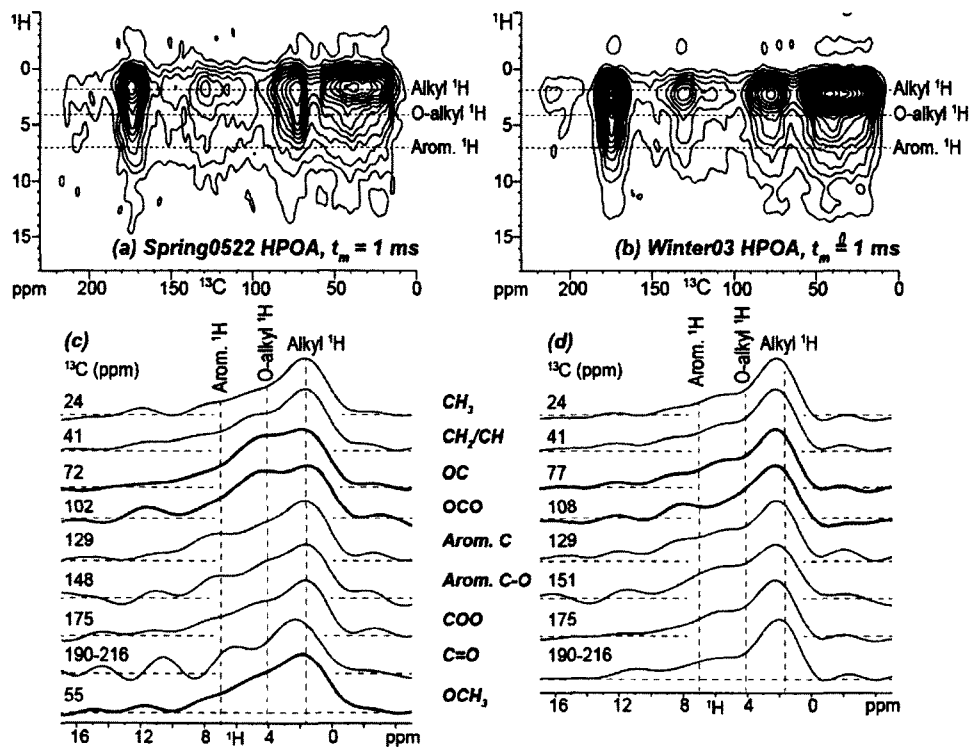 ¹H
0
5
10
15
Alkyl ¹H
O-alkyl ¹H
Arom. ¹H
(a) Spring0522 HPOA, tₘ = 1 ms
ppm 200 150 ¹³C 100 50 0
¹H
0
5
10
15
Alkyl ¹H
O-alkyl ¹H
Arom. ¹H
(b) Winter03 HPOA, tₘ = 1 ms
ppm 200 150 ¹³C 100 50 0
(c)
¹³C (ppm)
Arom. ¹H
O-alkyl ¹H
Alkyl ¹H
24
41
72
102
129
148
175
190-216
55
16 12 8 ¹H 4 0 ppm
CH₃
CH₂/CH
OC
OCO
Arom. C
Arom. C-O
COO
C=O
OCH₃
(d)
¹³C (ppm)
Arom. ¹H
O-alkyl ¹H
Alkyl ¹H
24
41
77
108
129
151
175
190-216
16 12 8 ¹H 4 0 ppm